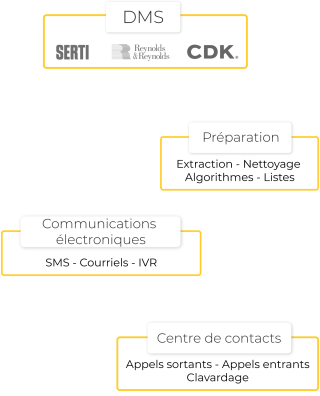 DMS
SERTI Reynolds & Reynolds CDK.
Préparation
Extraction - Nettoyage
Algorithmes - Listes
Communications
électroniques
SMS - Courriels - IVR
Centre de contacts
Appels sortants - Appels entrants
Clavardage